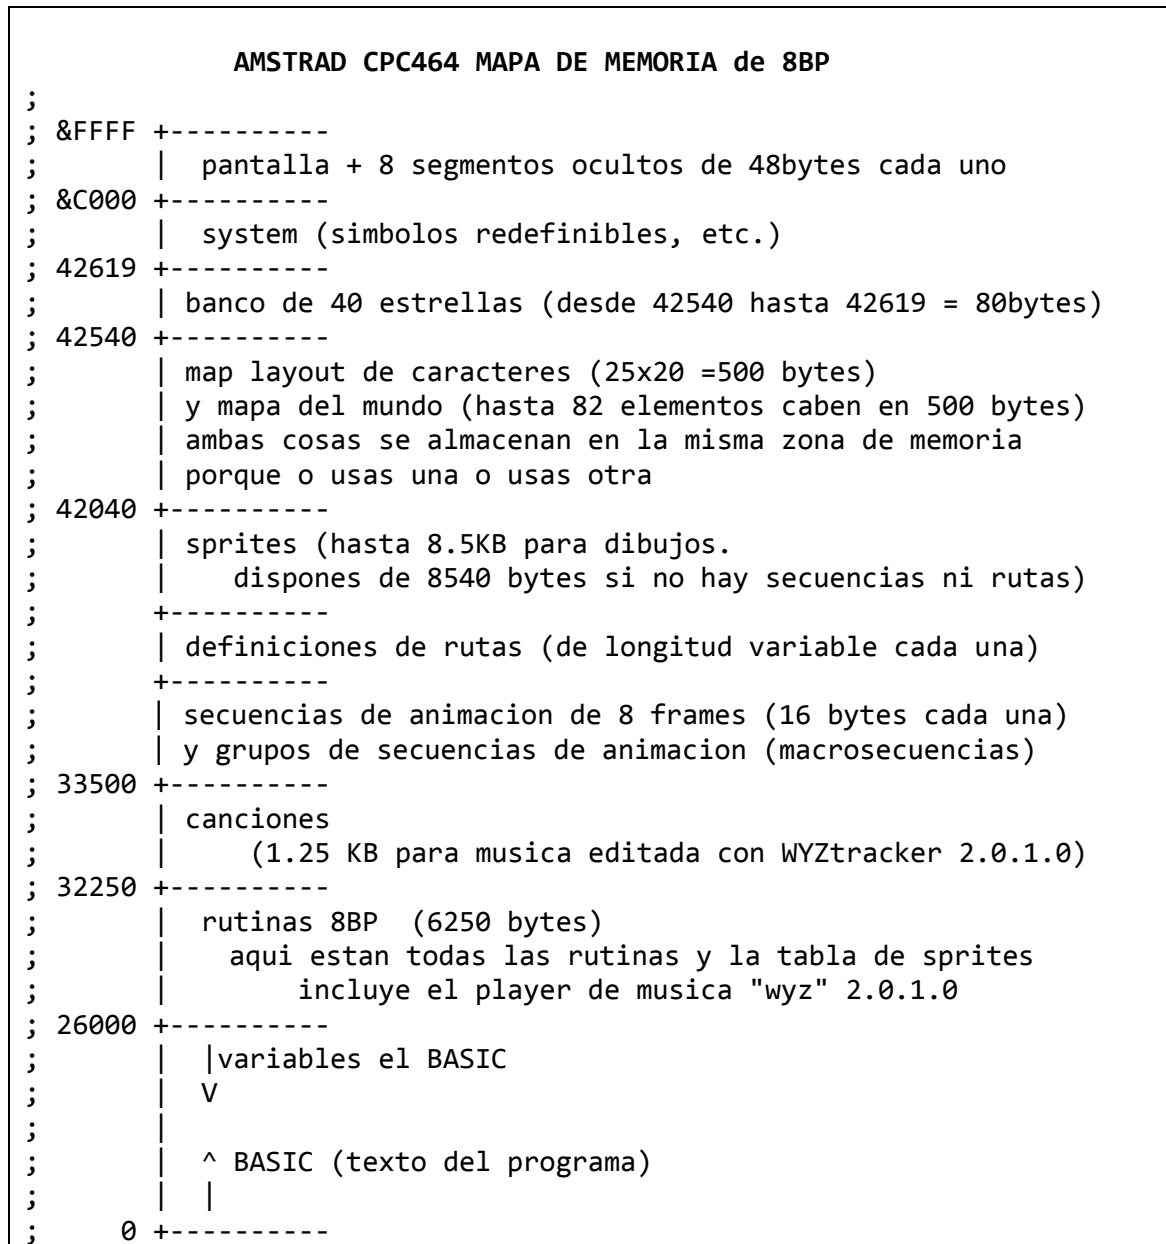 AMSTRAD CPC464 MAPA DE MEMORIA de 8BP
;
; &FFFF +----------
;       |  pantalla + 8 segmentos ocultos de 48bytes cada uno
; &C000 +----------
;       |  system (simbolos redefinibles, etc.)
; 42619 +----------
;       | banco de 40 estrellas (desde 42540 hasta 42619 = 80bytes)
; 42540 +----------
;       | map layout de caracteres (25x20 =500 bytes)
;       | y mapa del mundo (hasta 82 elementos caben en 500 bytes)
;       | ambas cosas se almacenan en la misma zona de memoria
;       | porque o usas una o usas otra
; 42040 +----------
;       | sprites (hasta 8.5KB para dibujos.
;       |    dispones de 8540 bytes si no hay secuencias ni rutas)
;       +----------
;       | definiciones de rutas (de longitud variable cada una)
;       +----------
;       | secuencias de animacion de 8 frames (16 bytes cada una)
;       | y grupos de secuencias de animacion (macrosecuencias)
; 33500 +----------
;       | canciones
;       |     (1.25 KB para musica editada con WYZtracker 2.0.1.0)
; 32250 +----------
;       |  rutinas 8BP  (6250 bytes)
;       |    aqui estan todas las rutinas y la tabla de sprites
;       |        incluye el player de musica "wyz" 2.0.1.0
; 26000 +----------
;       |  |variables el BASIC
;       |  V
;       |
;       |  ^ BASIC (texto del programa)
;       |  |
;     0 +----------